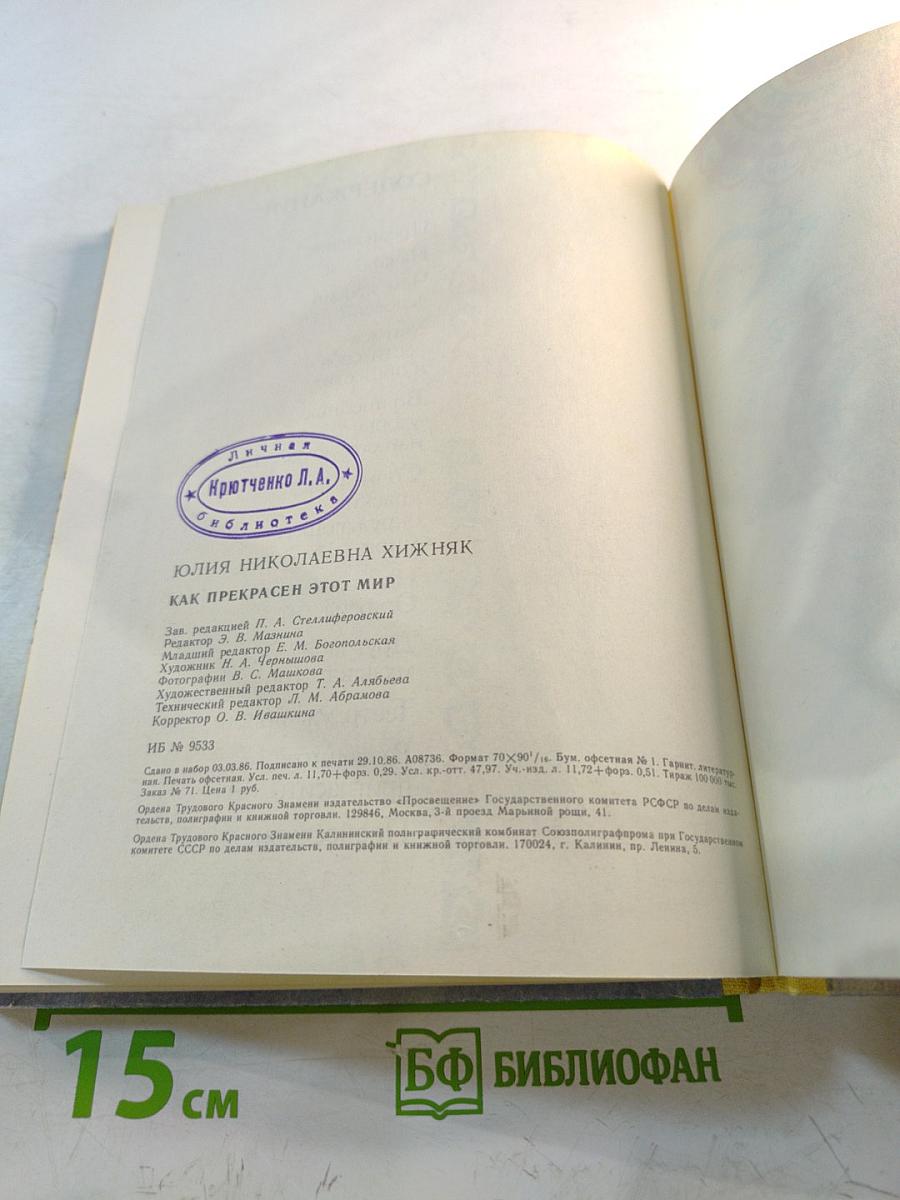 СОДЕРЖАНИЕ
Личная
Крютченко Л. А.
библиотека
ЮЛИЯ НИКОЛАЕВНА ХИЖНЯК
КАК ПРЕКРАСЕН ЭТОТ МИР
Зав. редакцией П. А. Стеллиферовский
Редактор Э. В. Мазнина
Младший редактор Е. М. Богопольская
Художник Н. А. Чернышова
Фотографии В. С. Машкова
Художественный редактор Т. А. Алябьева
Технический редактор Л. М. Абрамова
Корректор О. В. Ивашкина
ИБ № 9533
Сдано в набор 03.03.86. Подписано к печати 29.10.86. А08736. Формат 70×90¹/₁₆. Бум. офсетная № 1. Гарнит. литератур-
ная. Печать офсетная. Усл. печ. л. 11,70+форз. 0,29. Усл. кр.-отт. 47,97. Уч.-изд. л. 11,72+форз. 0,51. Тираж 100 000 тыс.
Заказ № 71. Цена 1 руб.
Ордена Трудового Красного Знамени издательство «Просвещение» Государственного комитета РСФСР по делам изда-
тельств, полиграфии и книжной торговли. 129846, Москва, 3-й проезд Марьиной рощи, 41.
Ордена Трудового Красного Знамени Калининский полиграфический комбинат Союзполиграфпрома при Государственном
комитете СССР по делам издательств, полиграфии и книжной торговли. 170024, г. Калинин, пр. Ленина, 5.
15 см
БФ БИБЛИОФАН